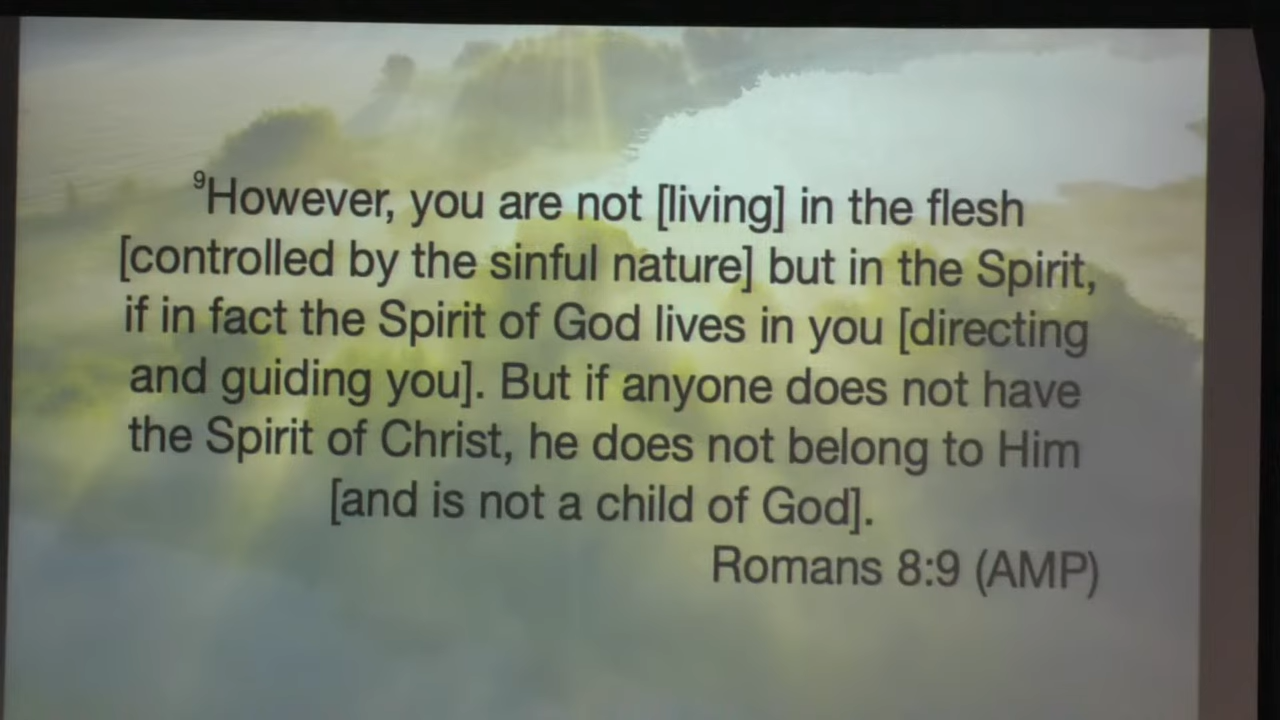 ⁹However, you are not [living] in the flesh
[controlled by the sinful nature] but in the Spirit,
if in fact the Spirit of God lives in you [directing
and guiding you]. But if anyone does not have
the Spirit of Christ, he does not belong to Him
[and is not a child of God].
Romans 8:9 (AMP)